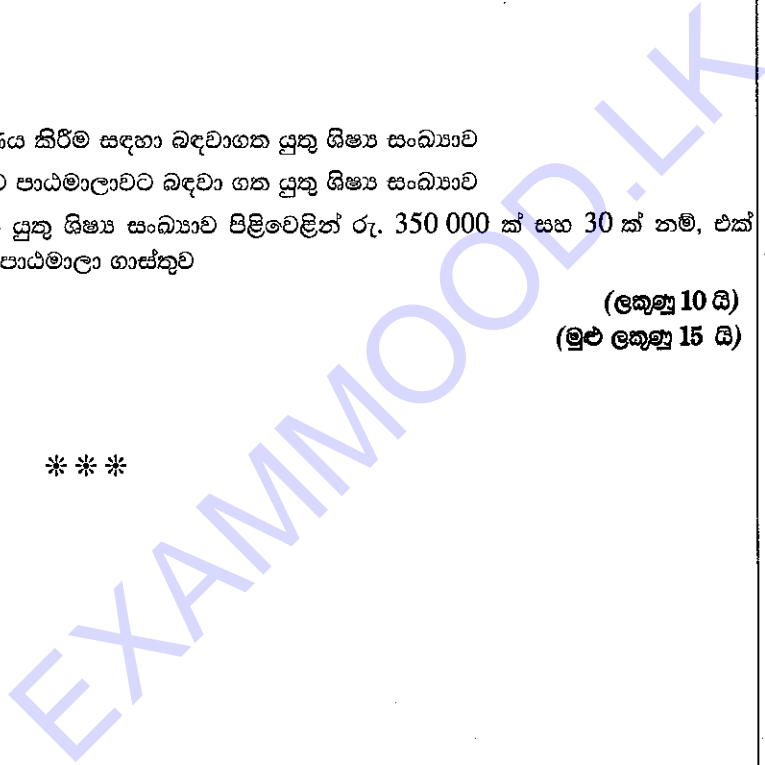 කිරීම සඳහා බඳවාගත යුතු ශිෂ්‍ය සංඛ්‍යාව
පාඨමාලාවට බඳවා ගත යුතු ශිෂ්‍ය සංඛ්‍යාව
යුතු ශිෂ්‍ය සංඛ්‍යාව පිළිවෙළින් රු. 350 000 ක් සහ 30 ක් නම්, එක්
පාඨමාලා ගාස්තුව
(ලකුණු 10 යි)
(මුළු ලකුණු 15 යි)
***
EXAMMOOD.LK